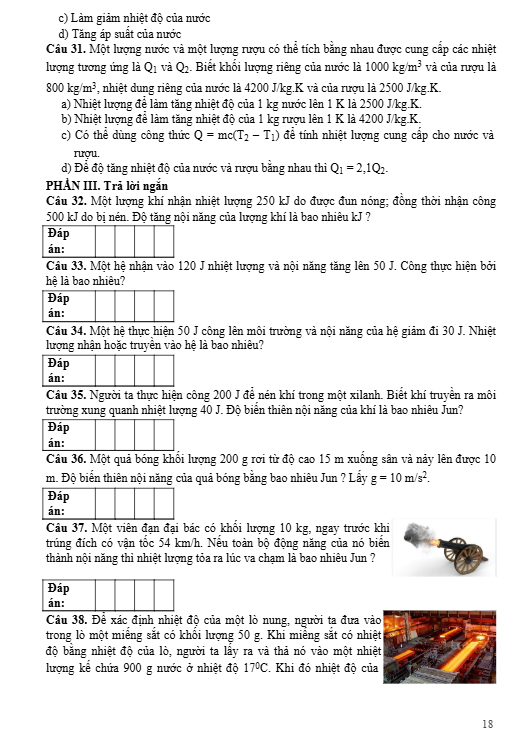 c) Làm giảm nhiệt độ của nước
d) Tăng áp suất của nước
Câu 31. Một lượng nước và một lượng rượu có thể tích bằng nhau được cung cấp các nhiệt
lượng tương ứng là Q₁ và Q₂. Biết khối lượng riêng của nước là 1000 kg/m³ và của rượu là
800 kg/m³, nhiệt dung riêng của nước là 4200 J/kg.K và của rượu là 2500 J/kg.K.
a) Nhiệt lượng để làm tăng nhiệt độ của 1 kg nước lên 1 K là 2500 J/kg.K.
b) Nhiệt lượng để làm tăng nhiệt độ của 1 kg rượu lên 1 K là 4200 J/kg.K.
c) Có thể dùng công thức Q = mc(T₂ – T₁) để tính nhiệt lượng cung cấp cho nước và
rượu.
d) Để độ tăng nhiệt độ của nước và rượu bằng nhau thì Q₁ = 2,1Q₂.
PHẦN III. Trả lời ngắn
Câu 32. Một lượng khí nhận nhiệt lượng 250 kJ do được đun nóng; đồng thời nhận công
500 kJ do bị nén. Độ tăng nội năng của lượng khí là bao nhiêu kJ ?
Đáp
án:
Câu 33. Một hệ nhận vào 120 J nhiệt lượng và nội năng tăng lên 50 J. Công thực hiện bởi
hệ là bao nhiêu?
Đáp
án:
Câu 34. Một hệ thực hiện 50 J công lên môi trường và nội năng của hệ giảm đi 30 J. Nhiệt
lượng nhận hoặc truyền vào hệ là bao nhiêu?
Đáp
án:
Câu 35. Người ta thực hiện công 200 J để nén khí trong một xilanh. Biết khí truyền ra môi
trường xung quanh nhiệt lượng 40 J. Độ biến thiên nội năng của khí là bao nhiêu Jun?
Đáp
án:
Câu 36. Một quả bóng khối lượng 200 g rơi từ độ cao 15 m xuống sân và nảy lên được 10
m. Độ biến thiên nội năng của quả bóng bằng bao nhiêu Jun ? Lấy g = 10 m/s².
Đáp
án:
Câu 37. Một viên đạn đại bác có khối lượng 10 kg, ngay trước khi
trúng đích có vận tốc 54 km/h. Nếu toàn bộ động năng của nó biến
thành nội năng thì nhiệt lượng tỏa ra lúc va chạm là bao nhiêu Jun ?
Đáp
án:
Câu 38. Để xác định nhiệt độ của một lò nung, người ta đưa vào
trong lò một miếng sắt có khối lượng 50 g. Khi miếng sắt có nhiệt
độ bằng nhiệt độ của lò, người ta lấy ra và thả nó vào một nhiệt
lượng kế chứa 900 g nước ở nhiệt độ 17⁰C. Khi đó nhiệt độ của
18